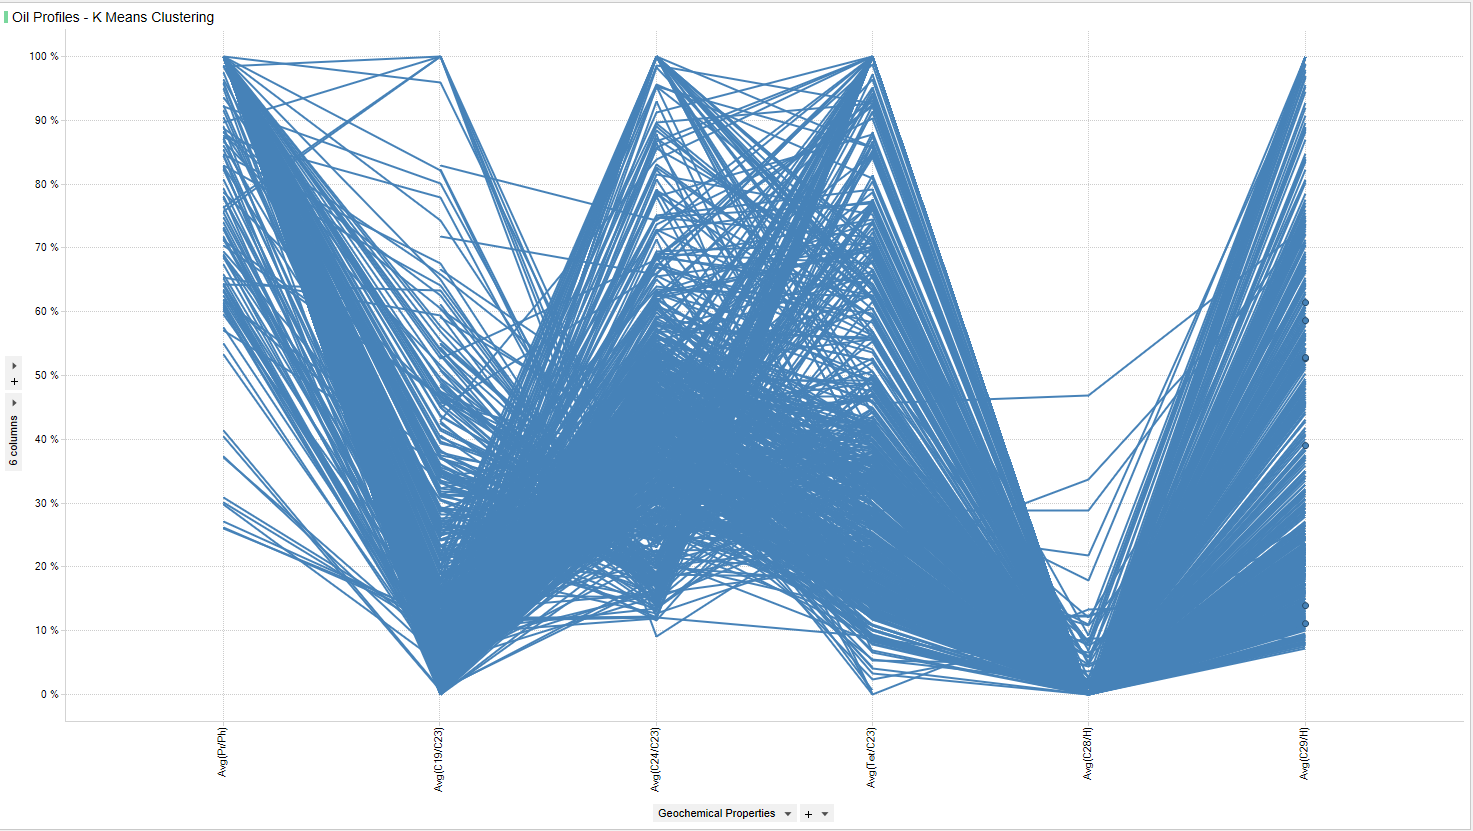 Oil Profiles - K Means Clustering
100 %
90 %
80 %
70 %
60 %
50 %
40 %
30 %
20 %
10 %
0 %
+
6 columns
Avg(Pr/Ph)
Avg(C19/C23)
Avg(C24/C23)
Avg(Tet/C23)
Avg(C28/H)
Avg(C29/H)
Geochemical Properties
+